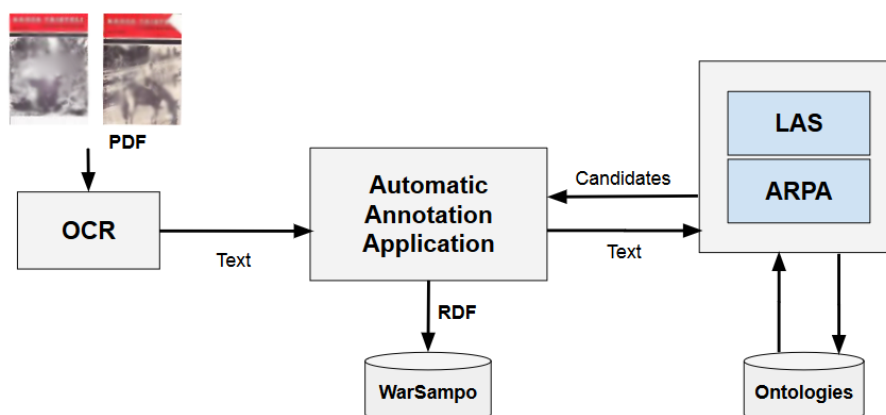 PDF
OCR
Text
Automatic
Annotation
Application
Candidates
Text
LAS
ARPA
RDF
WarSampo
Ontologies